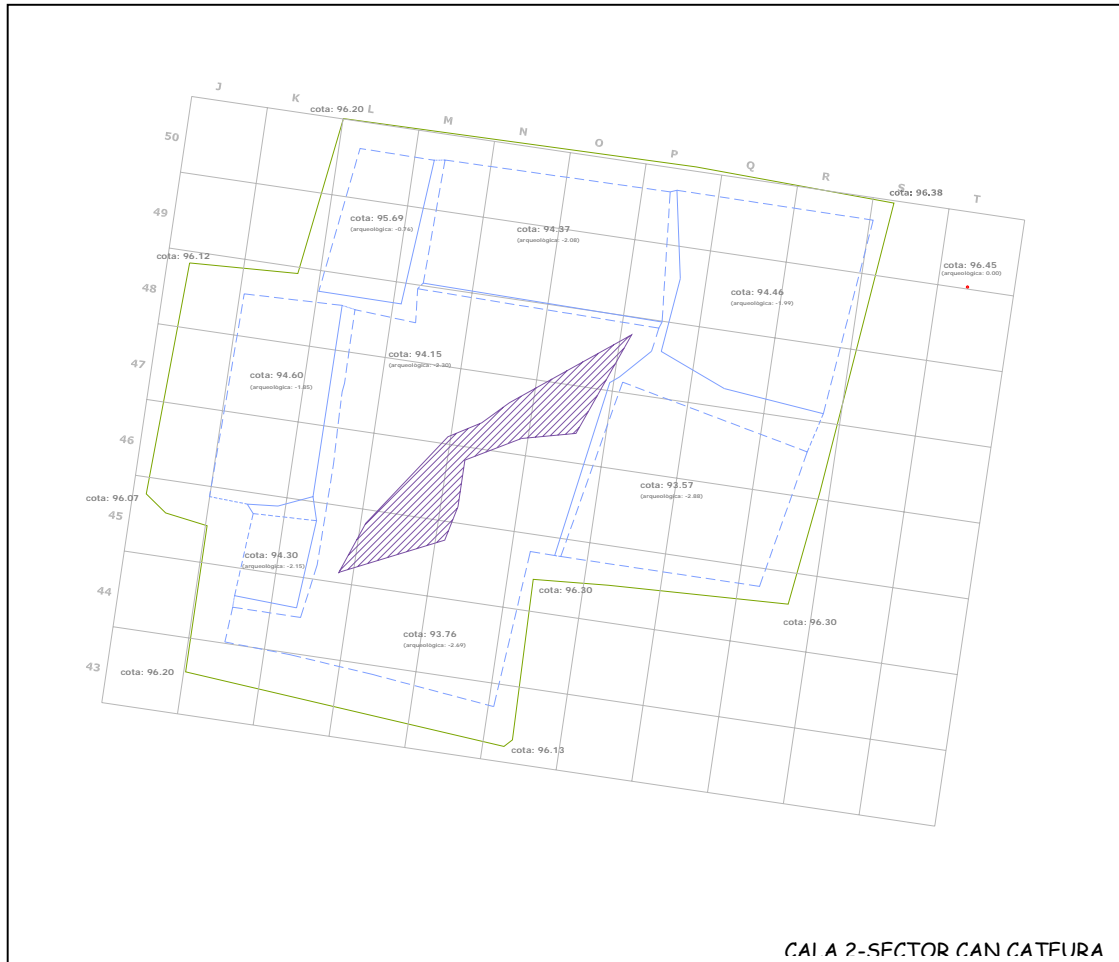 J
K
L
M
N
O
P
Q
R
S
T
50
49
48
47
46
45
44
43
cota: 96.20
cota: 96.38
cota: 95.69
(arqueològica: -0.76)
cota: 94.37
(arqueològica: -2.08)
cota: 96.12
cota: 96.45
(arqueològica: 0.00)
cota: 94.46
(arqueològica: -1.99)
cota: 94.15
(arqueològica: -2.30)
cota: 94.60
(arqueològica: -1.85)
cota: 93.57
(arqueològica: -2.88)
cota: 96.07
cota: 94.30
(arqueològica: -2.15)
cota: 96.30
cota: 96.30
cota: 93.76
(arqueològica: -2.69)
cota: 96.20
cota: 96.13
CALA 2-SECTOR CAN CATEURA